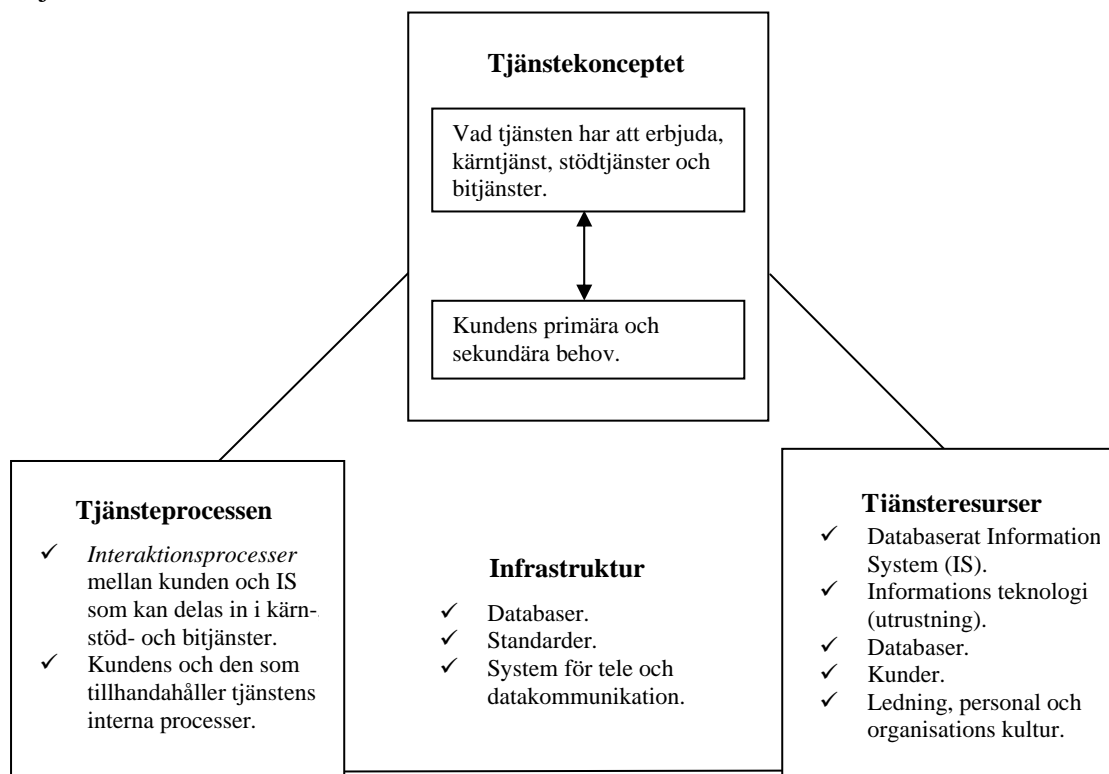 Tjänstekonceptet
Vad tjänsten har att erbjuda,
kärntjänst, stödtjänster och
bitjänster.
Kundens primära och
sekundära behov.
Tjänsteprocessen
✓ Interaktionsprocesser
mellan kunden och IS
som kan delas in i kärn-
stöd- och bitjänster.
✓ Kundens och den som
tillhandahåller tjänstens
interna processer.
Infrastruktur
✓ Databaser.
✓ Standarder.
✓ System för tele och
datakommunikation.
Tjänsteresurser
✓ Databaserat Information
System (IS).
✓ Informations teknologi
(utrustning).
✓ Databaser.
✓ Kunder.
✓ Ledning, personal och
organisations kultur.